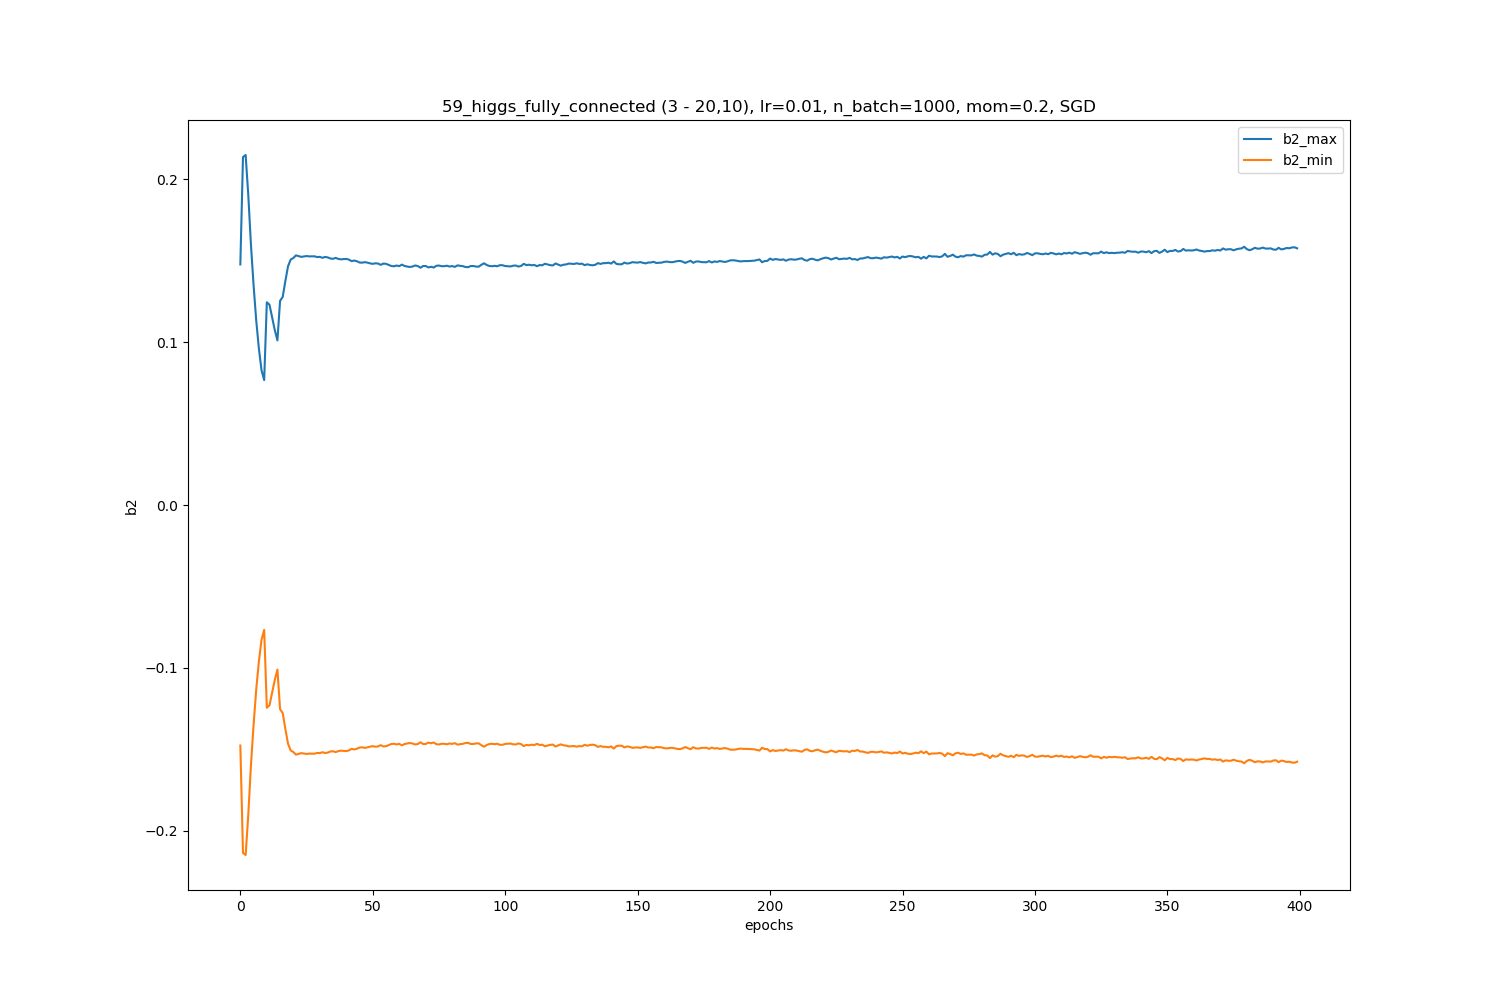 59_higgs_fully_connected (3 - 20,10), lr=0.01, n_batch=1000, mom=0.2, SGD
b2_max
b2_min
0.2
0.1
0.0
−0.1
−0.2
b2
0 50 100 150 200 250 300 350 400
epochs